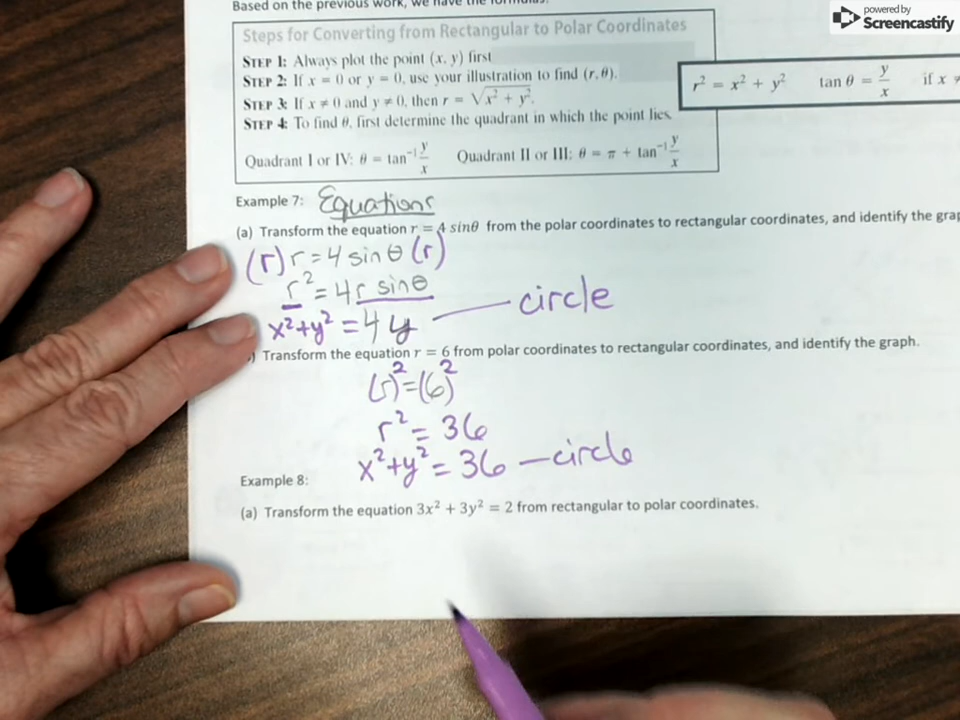 Based on the previous work, we have the formulas:
powered by
Screencastify
Steps for Converting from Rectangular to Polar Coordinates
STEP 1: Always plot the point (x, y) first
STEP 2: If x = 0 or y = 0, use your illustration to find (r, θ).
STEP 3: If x ≠ 0 and y ≠ 0, then r = √x² + y².
STEP 4: To find θ, first determine the quadrant in which the point lies.
Quadrant I or IV: θ = tan⁻¹ y/x Quadrant II or III: θ = π + tan⁻¹ y/x
r² = x² + y² tan θ = y/x if x ≠
Example 7: Equations
(a) Transform the equation r = 4 sinθ from the polar coordinates to rectangular coordinates, and identify the
(r) r = 4 sin θ (r)
r² = 4r sinθ
x²+y² = 4y — circle
) Transform the equation r = 6 from polar coordinates to rectangular coordinates, and identify the graph.
(r)² = (6)²
r² = 36
x²+y² = 36 – circle
Example 8:
(a) Transform the equation 3x² + 3y² = 2 from rectangular to polar coordinates.